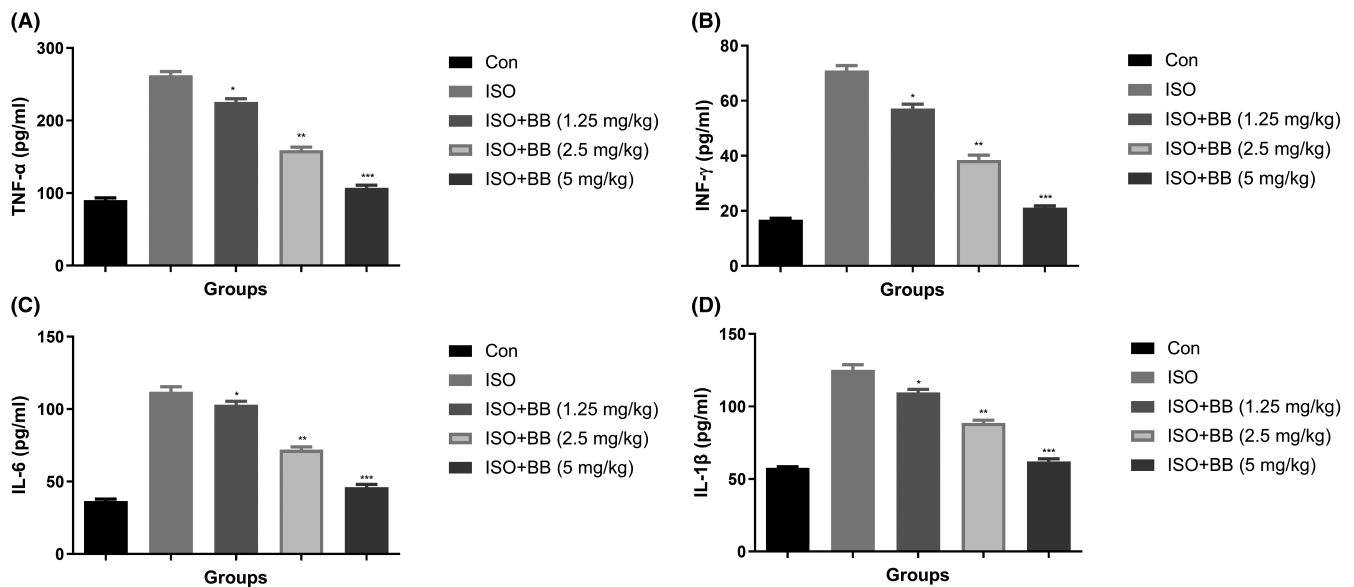 (A)
300
200
100
0
TNF-α (pg/ml)
*
**
***
Groups
Con
ISO
ISO+BB (1.25 mg/kg)
ISO+BB (2.5 mg/kg)
ISO+BB (5 mg/kg)
(B)
80
60
40
20
0
INF-γ (pg/ml)
*
**
***
Groups
Con
ISO
ISO+BB (1.25 mg/kg)
ISO+BB (2.5 mg/kg)
ISO+BB (5 mg/kg)
(C)
150
100
50
0
IL-6 (pg/ml)
*
**
***
Groups
Con
ISO
ISO+BB (1.25 mg/kg)
ISO+BB (2.5 mg/kg)
ISO+BB (5 mg/kg)
(D)
150
100
50
0
IL-1β (pg/ml)
*
**
***
Groups
Con
ISO
ISO+BB (1.25 mg/kg)
ISO+BB (2.5 mg/kg)
ISO+BB (5 mg/kg)